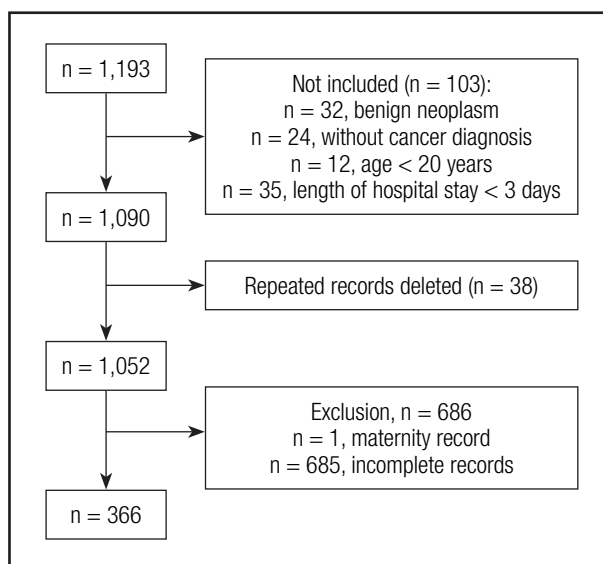 n = 1,193
Not included (n = 103):
n = 32, benign neoplasm
n = 24, without cancer diagnosis
n = 12, age < 20 years
n = 35, length of hospital stay < 3 days
n = 1,090
Repeated records deleted (n = 38)
n = 1,052
Exclusion, n = 686
n = 1, maternity record
n = 685, incomplete records
n = 366